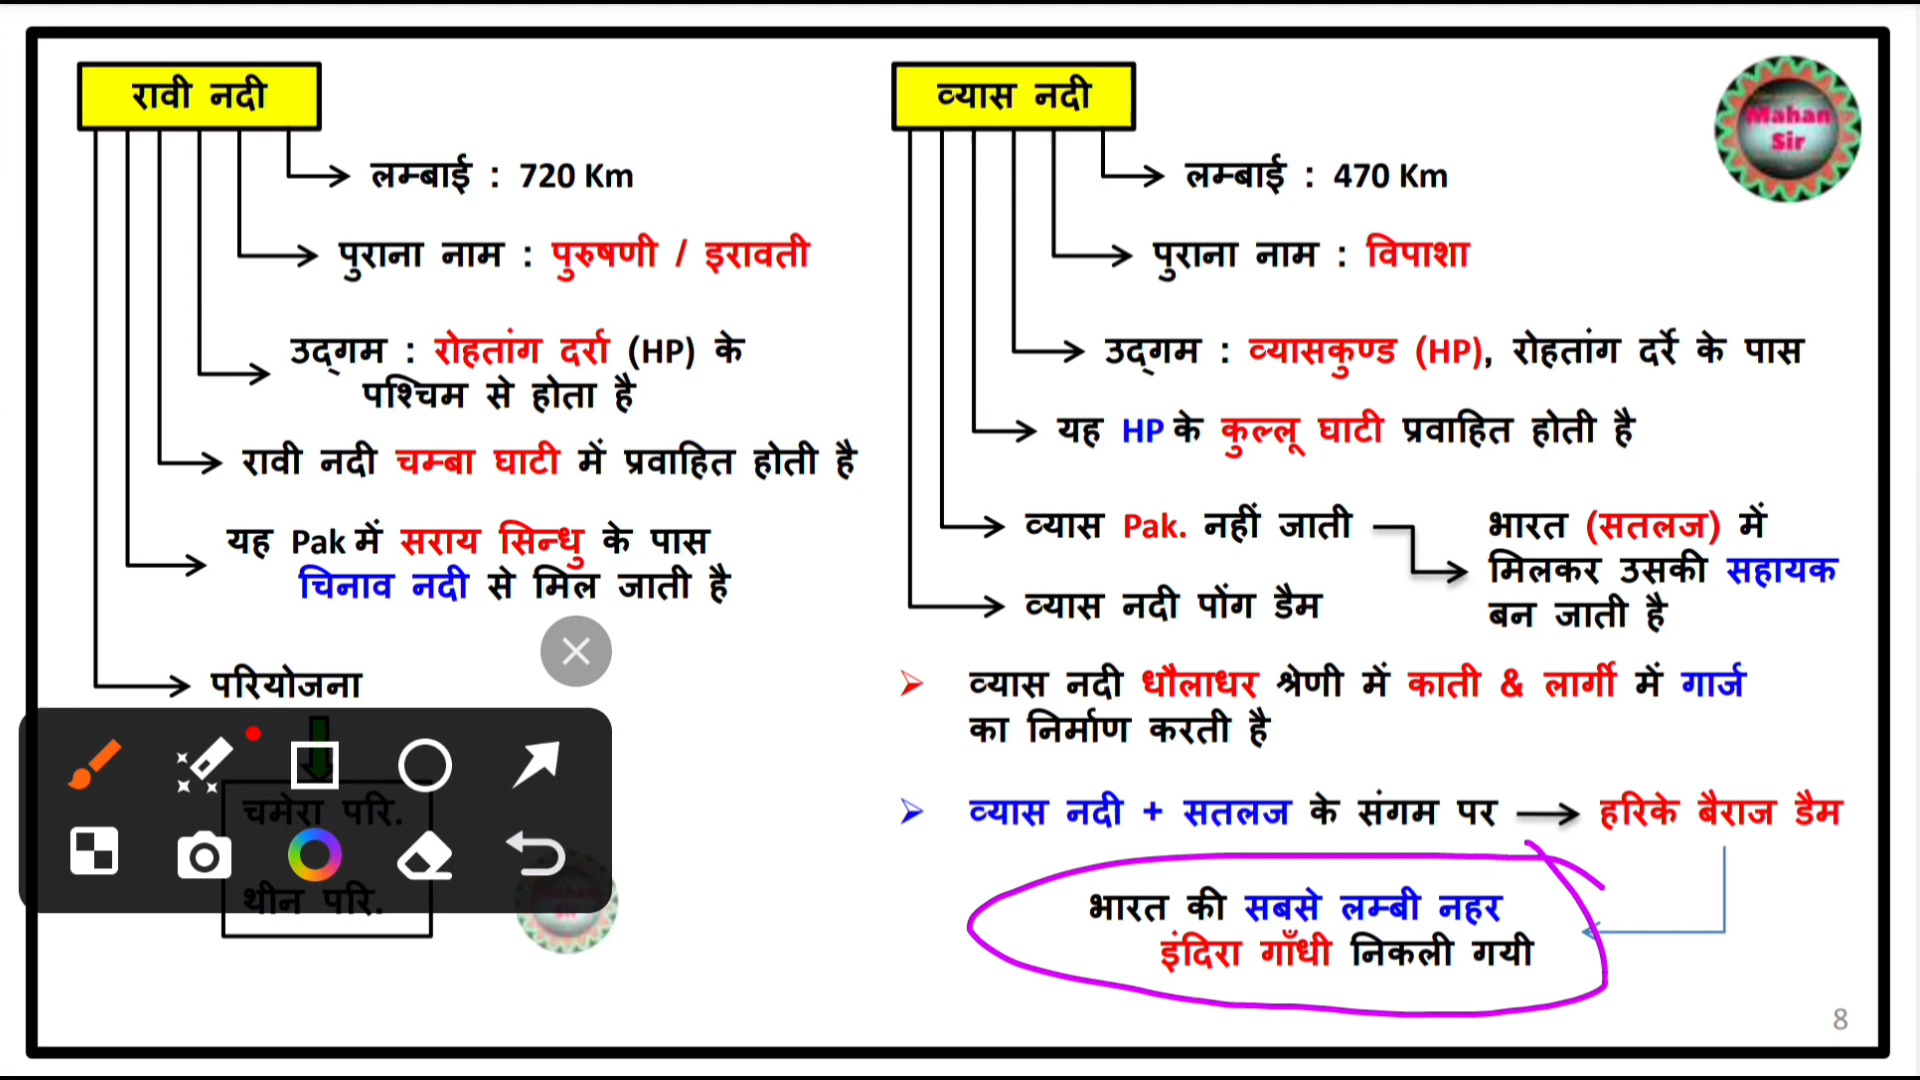 रावी नदी
लम्बाई : 720 Km
पुराना नाम : पुरुषणी / इरावती
उद्गम : रोहतांग दर्रा (HP) के
पश्चिम से होता है
रावी नदी चम्बा घाटी में प्रवाहित होती है
यह Pak में सराय सिन्धु के पास
चिनाव नदी से मिल जाती है
परियोजना
चमेरा परि.
थीन परि.
व्यास नदी
लम्बाई : 470 Km
पुराना नाम : विपाशा
उद्गम : व्यासकुण्ड (HP), रोहतांग दर्रे के पास
यह HP के कुल्लू घाटी प्रवाहित होती है
व्यास Pak. नहीं जाती
भारत (सतलज) में
मिलकर उसकी सहायक
बन जाती है
व्यास नदी पोंग डैम
व्यास नदी धौलाधर श्रेणी में काती & लार्गी में गार्ज
का निर्माण करती है
व्यास नदी + सतलज के संगम पर → हरिके बैराज डैम
भारत की सबसे लम्बी नहर
इंदिरा गाँधी निकली गयी
Mahan
Sir
Mahan
Sir
8